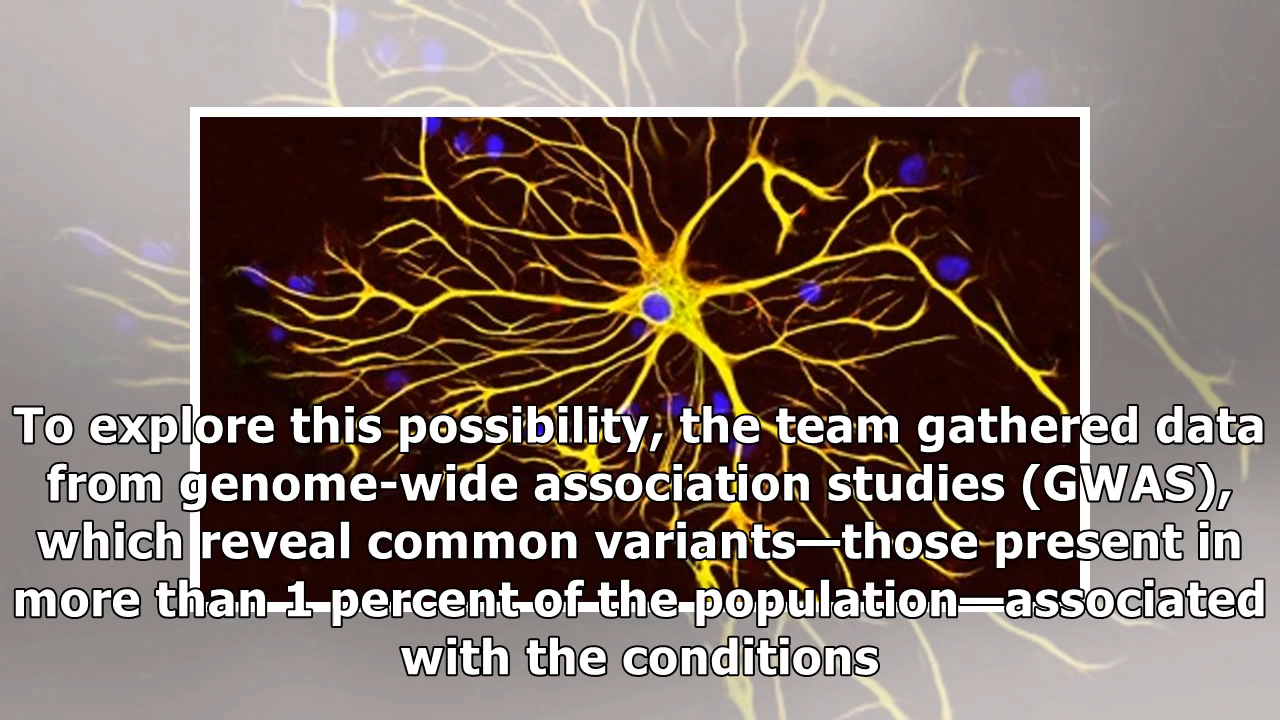 To explore this possibility, the team gathered data
from genome-wide association studies (GWAS),
which reveal common variants—those present in
more than 1 percent of the population—associated
with the conditions